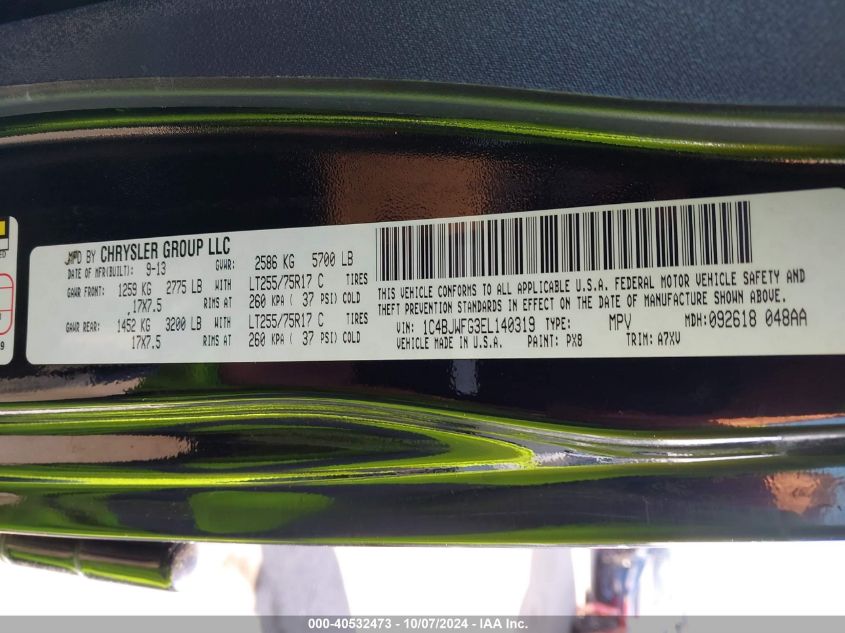 MFD BY CHRYSLER GROUP LLC
DATE OF MFR(BUILT): 9-13 GVWR: 2586 KG 5700 LB
GAWR FRONT: 1259 KG 2775 LB WITH LT255/75R17 C TIRES
17X7.5 RIMS AT 260 KPA ( 37 PSI) COLD
GAWR REAR: 1452 KG 3200 LB WITH LT255/75R17 C TIRES
17X7.5 RIMS AT 260 KPA ( 37 PSI) COLD
THIS VEHICLE CONFORMS TO ALL APPLICABLE U.S.A. FEDERAL MOTOR VEHICLE SAFETY AND
THEFT PREVENTION STANDARDS IN EFFECT ON THE DATE OF MANUFACTURE SHOWN ABOVE.
VIN: 1C4BJWFG3EL140319 TYPE: MPV MDH: 092618 048AA
VEHICLE MADE IN U.S.A. PAINT: PX8 TRIM: A7XV
000-40532473 - 10/07/2024 - IAA Inc.